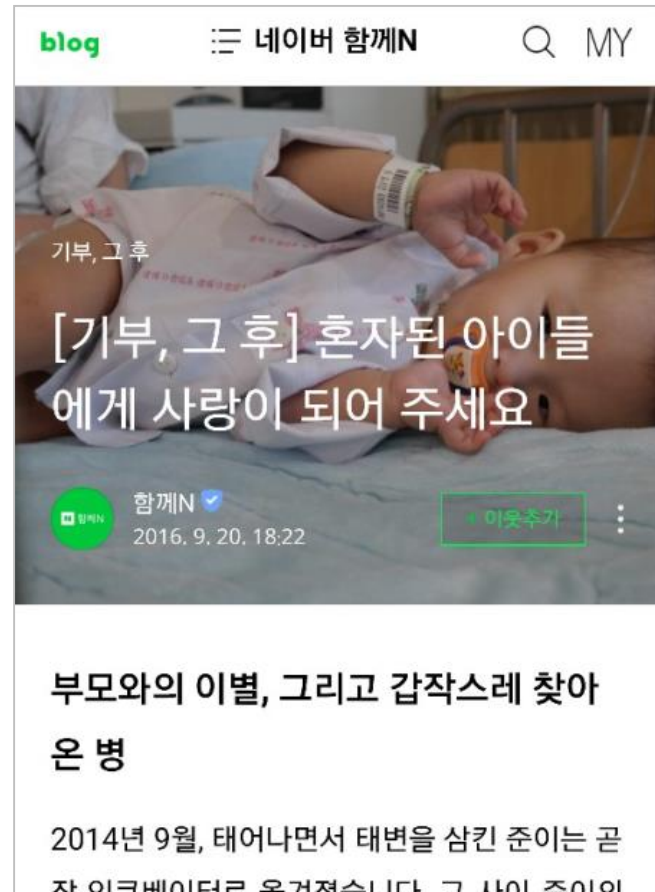 blog
네이버 함께N
MY
기부, 그 후
[기부, 그 후] 혼자된 아이들
에게 사랑이 되어 주세요
N 함께N
함께N
2016. 9. 20. 18:22
+ 이웃추가
부모와의 이별, 그리고 갑작스레 찾아
온 병
2014년 9월, 태어나면서 태변을 삼킨 준이는 곧